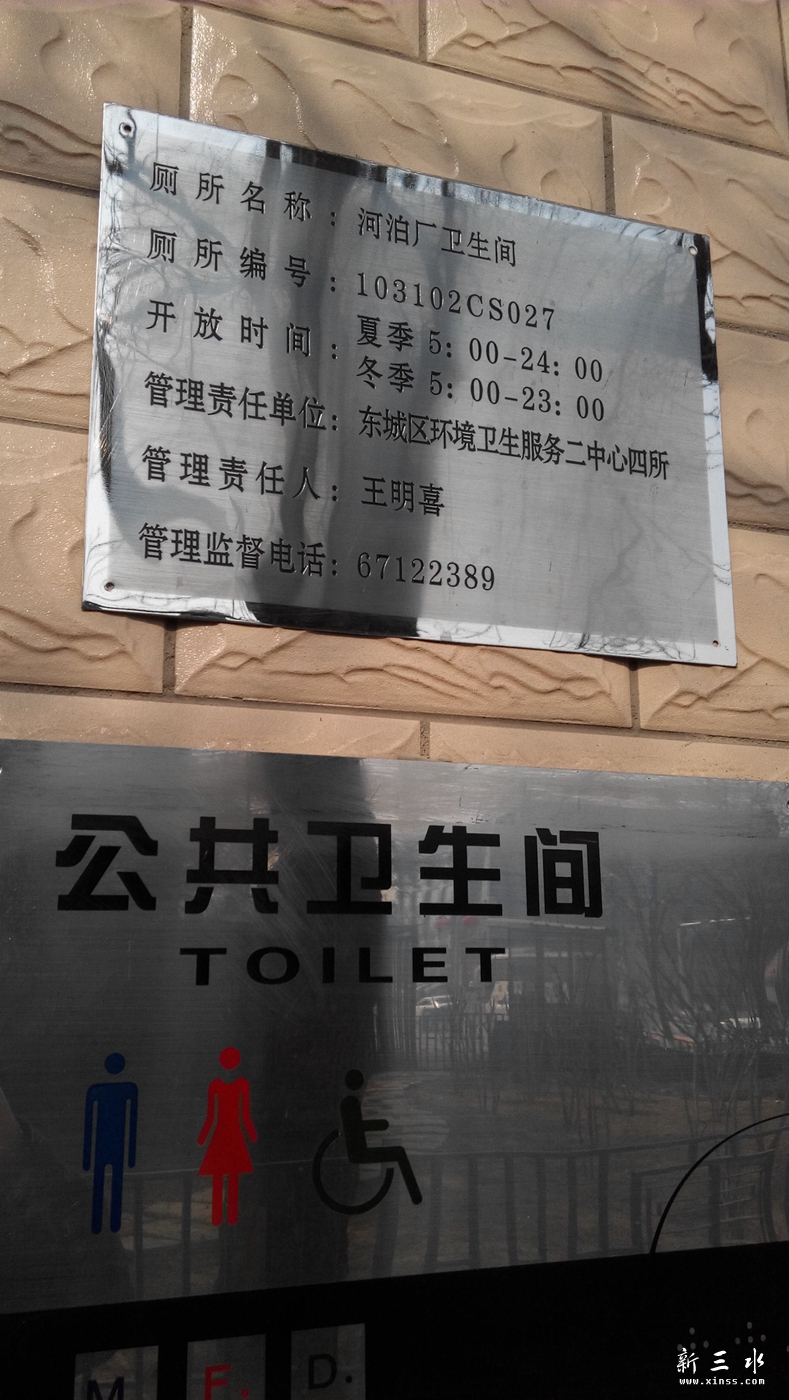 厕所名称：河泊厂卫生间
厕所编号：103102CS027
开放时间：夏季 5：00-24：00
冬季 5：00-23：00
管理责任单位：东城区环境卫生服务二中心四所
管理责任人：王明喜
管理监督电话：67122389
公共卫生间
TOILET
M. F. D.
新三水
www.xinss.com